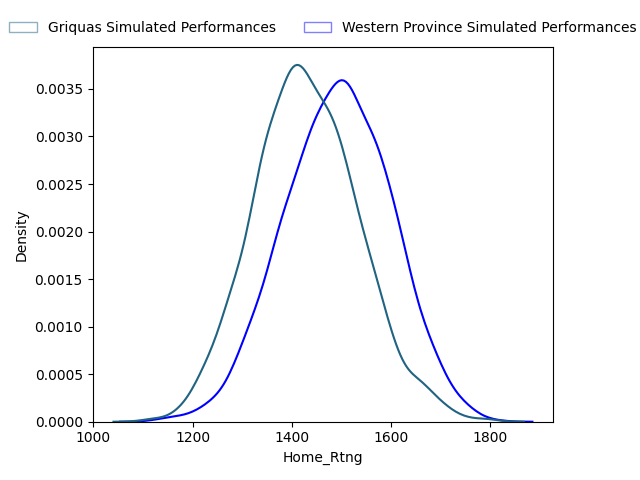 Griquas Simulated Performances Western Province Simulated Performances
0.0035
0.0030
0.0025
0.0020
0.0015
0.0010
0.0005
0.0000
Density
1000 1200 1400 1600 1800
Home_Rtng